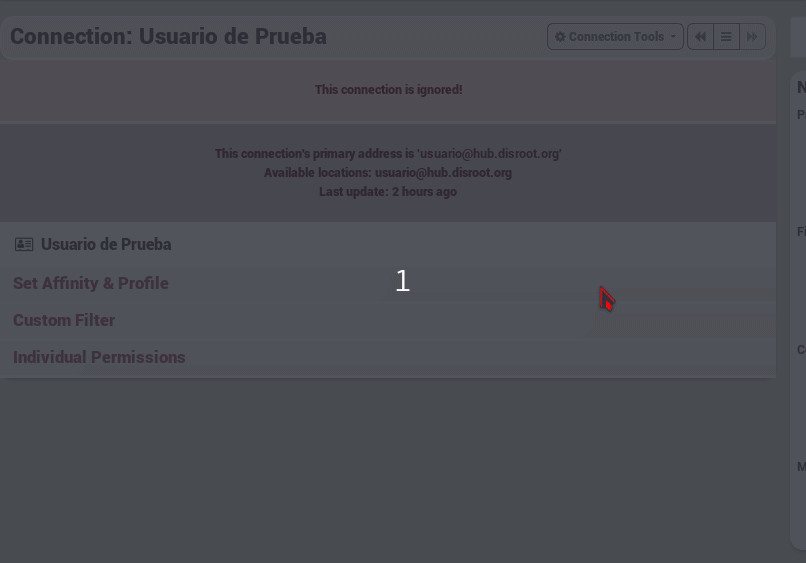 Connection: Usuario de Prueba
Connection Tools
This connection is ignored!
This connection's primary address is 'usuario@hub.disroot.org'
Available locations: usuario@hub.disroot.org
Last update: 2 hours ago
Usuario de Prueba
Set Affinity & Profile
1
Custom Filter
Individual Permissions
N
P
Fi
C
M